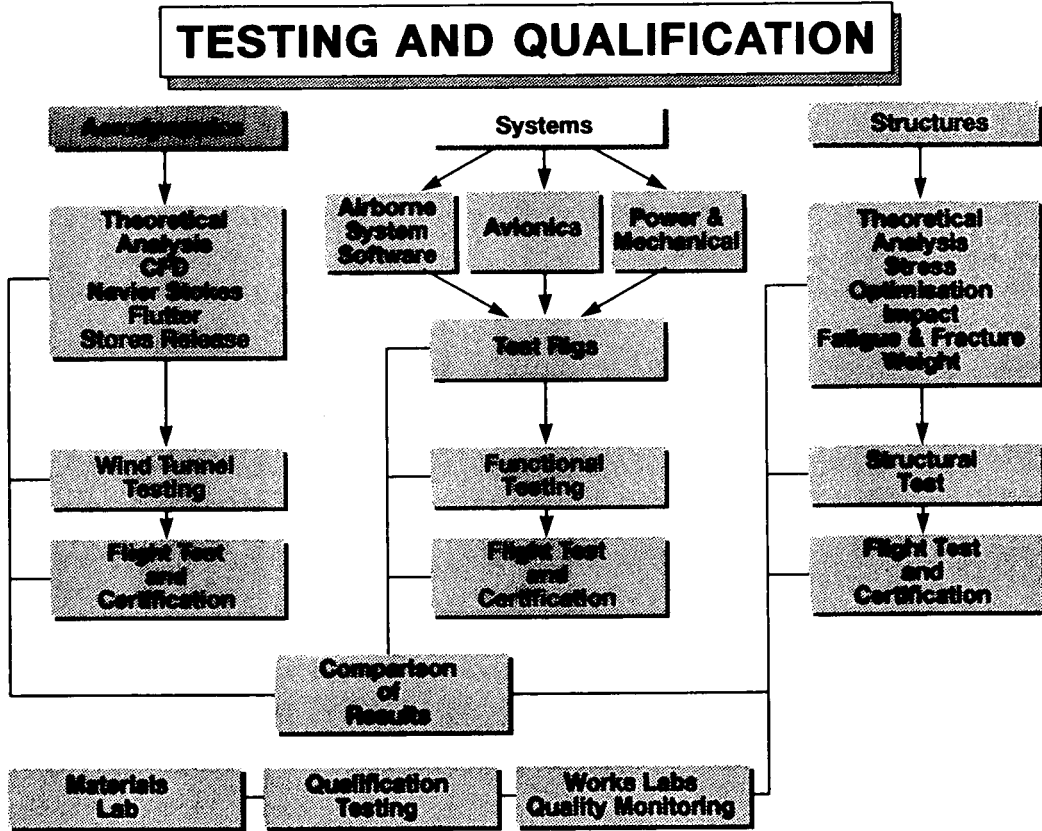 TESTING AND QUALIFICATION
Aerodynamics
Systems
Structures
Theoretical
Analysis
CFD
Navier Stokes
Flutter
Stores Release
Airborne
System
Software
Avionics
Power &
Mechanical
Theoretical
Analysis
Stress
Optimisation
Impact
Fatigue & Fracture
Weight
Test Rigs
Wind Tunnel
Testing
Functional
Testing
Structural
Test
Flight Test
and
Certification
Flight Test
and
Certification
Flight Test
and
Certification
Comparison
of
Results
Materials
Lab
Qualification
Testing
Works Labs
Quality Monitoring